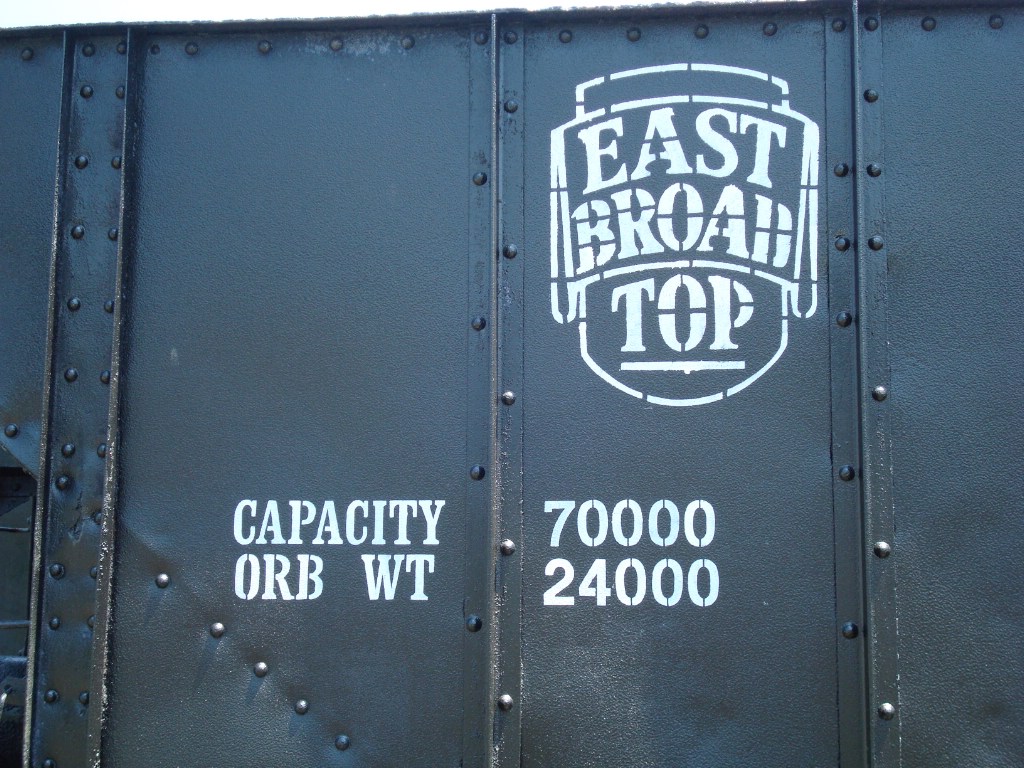 EAST
BROAD
TOP
CAPACITY 70000
ORB WT 24000